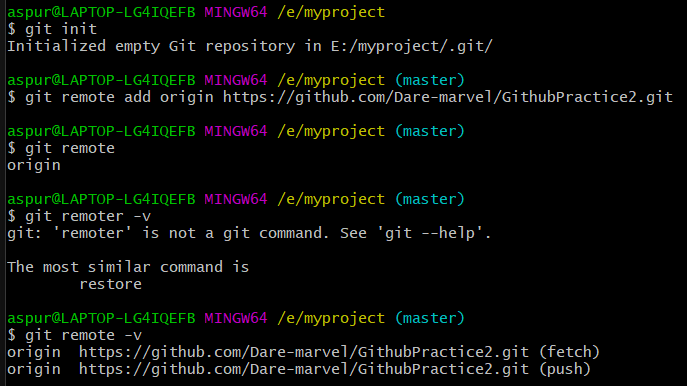 aspur@LAPTOP-LG4IQEFB MINGW64 /e/myproject
$ git init
Initialized empty Git repository in E:/myproject/.git/
aspur@LAPTOP-LG4IQEFB MINGW64 /e/myproject (master)
$ git remote add origin https://github.com/Dare-marvel/GithubPractice2.git
aspur@LAPTOP-LG4IQEFB MINGW64 /e/myproject (master)
$ git remote
origin
aspur@LAPTOP-LG4IQEFB MINGW64 /e/myproject (master)
$ git remoter -v
git: 'remoter' is not a git command. See 'git --help'.
The most similar command is
        restore
aspur@LAPTOP-LG4IQEFB MINGW64 /e/myproject (master)
$ git remote -v
origin  https://github.com/Dare-marvel/GithubPractice2.git (fetch)
origin  https://github.com/Dare-marvel/GithubPractice2.git (push)